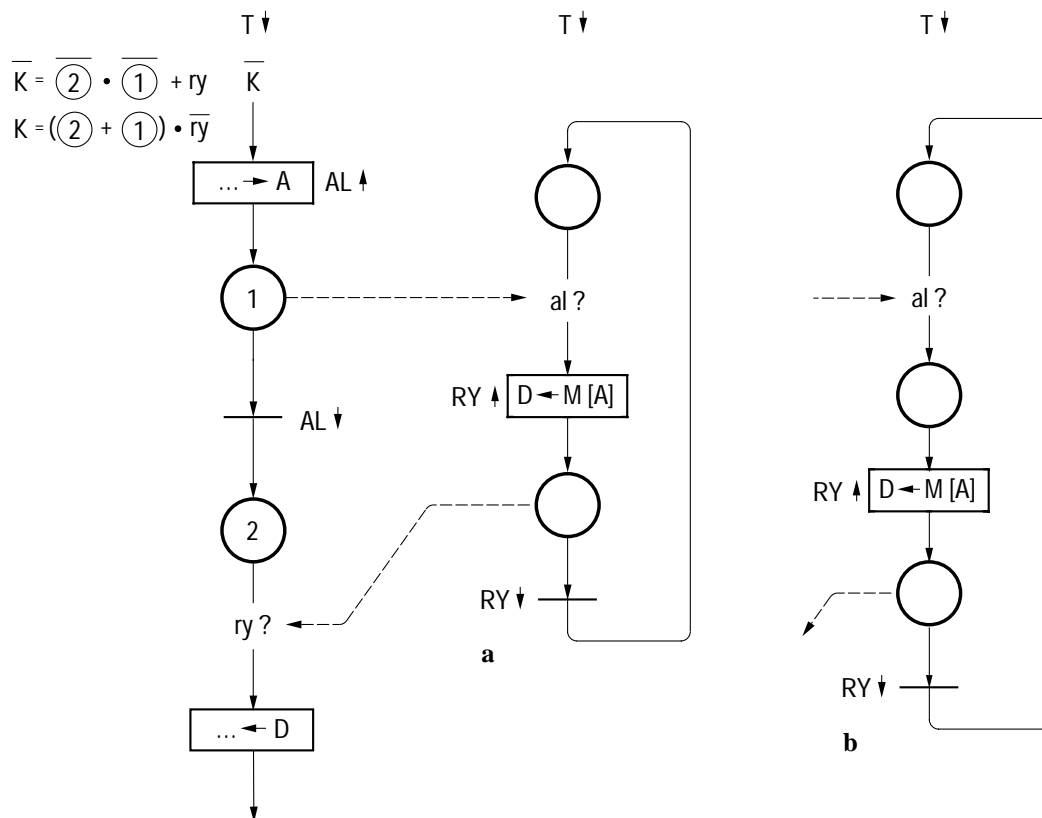 T ↓
T ↓
T ↓
K̅ = ②̅ • ①̅ + ry
K̅
K = (② + ①) • r̅y̅
... → A
AL ↑
1
al ?
al ?
RY ↑
D ← M [A]
AL ↓
RY ↑
D ← M [A]
2
RY ↓
ry ?
a
RY ↓
... ← D
b